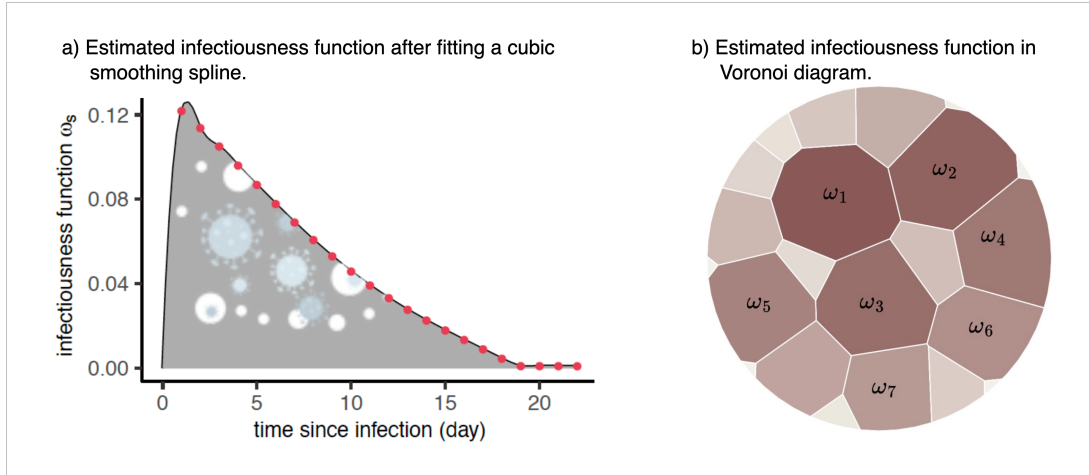 a) Estimated infectiousness function after fitting a cubic
smoothing spline.
infectiousness function ωs
0.12
0.08
0.04
0.00
0
5
10
15
20
time since infection (day)
b) Estimated infectiousness function in
Voronoi diagram.
ω1
ω2
ω4
ω5
ω3
ω6
ω7